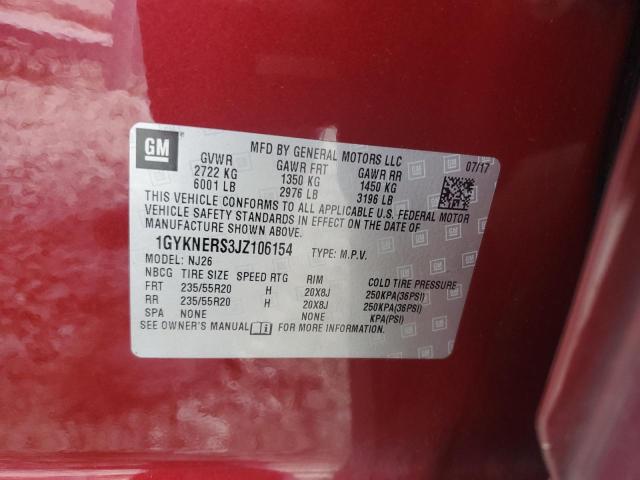 GM
MFD BY GENERAL MOTORS LLC 07/17
GVWR GAWR FRT GAWR RR
2722 KG 1350 KG 1450 KG
6001 LB 2976 LB 3196 LB
THIS VEHICLE CONFORMS TO ALL APPLICABLE U.S. FEDERAL MOTOR
VEHICLE SAFETY STANDARDS IN EFFECT ON THE DATE OF
MANUFACTURE SHOWN ABOVE.
1GYKNERS3JZ106154 TYPE: M.P.V.
MODEL: NJ26
NBCG TIRE SIZE SPEED RTG RIM COLD TIRE PRESSURE
FRT 235/55R20 H 20X8J 250KPA(36PSI)
RR 235/55R20 H 20X8J 250KPA(36PSI)
SPA NONE NONE KPA(PSI)
SEE OWNER'S MANUAL FOR MORE INFORMATION.